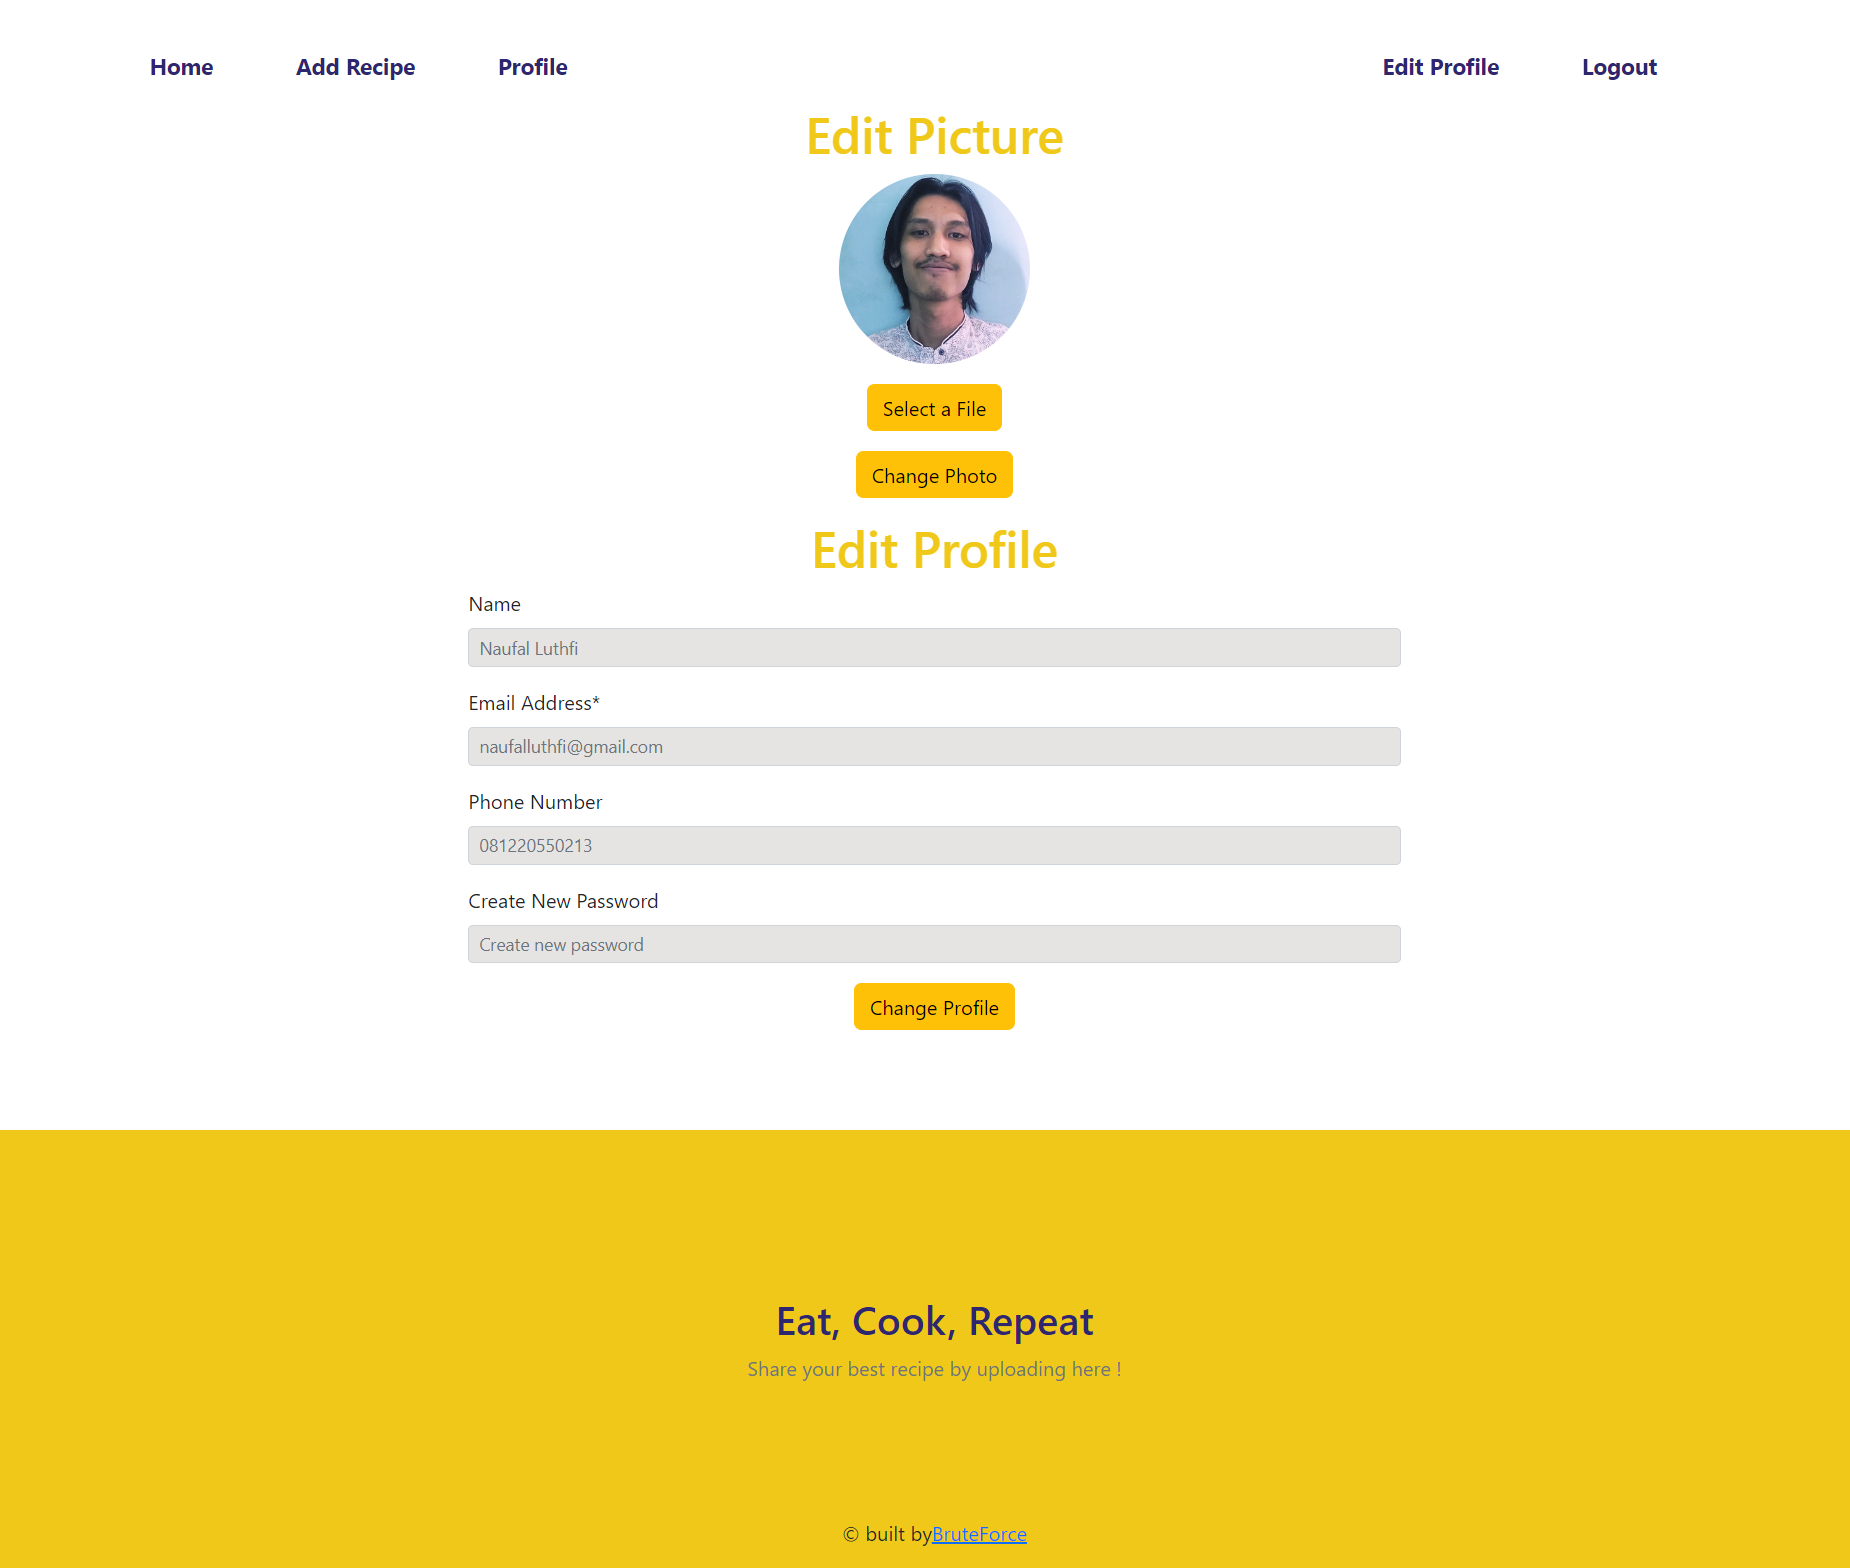 Home Add Recipe Profile Edit Profile Logout
Edit Picture
Select a File
Change Photo
Edit Profile
Name
Naufal Luthfi
Email Address*
naufalluthfi@gmail.com
Phone Number
081220550213
Create New Password
Create new password
Change Profile
Eat, Cook, Repeat
Share your best recipe by uploading here !
© built byBruteForce